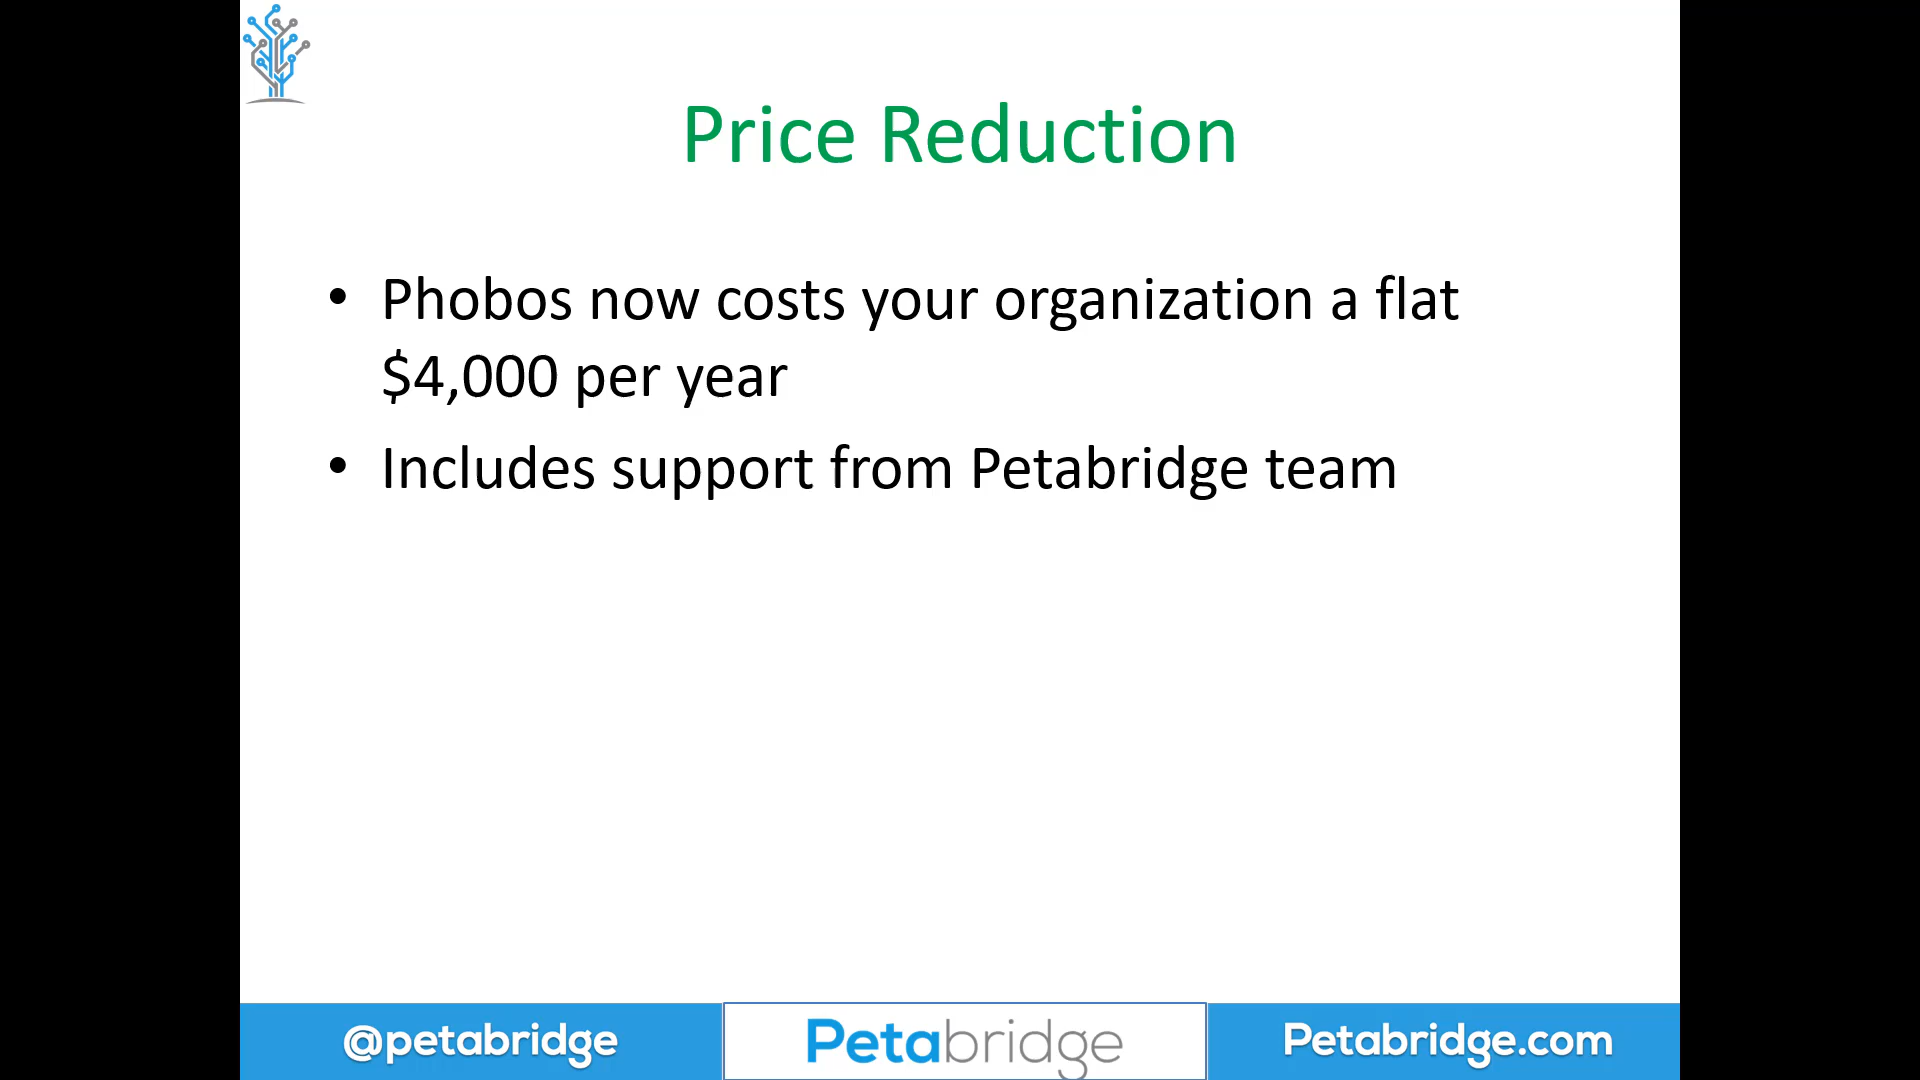 Price Reduction
• Phobos now costs your organization a flat
$4,000 per year
• Includes support from Petabridge team
@petabridge
Petabridge
Petabridge.com